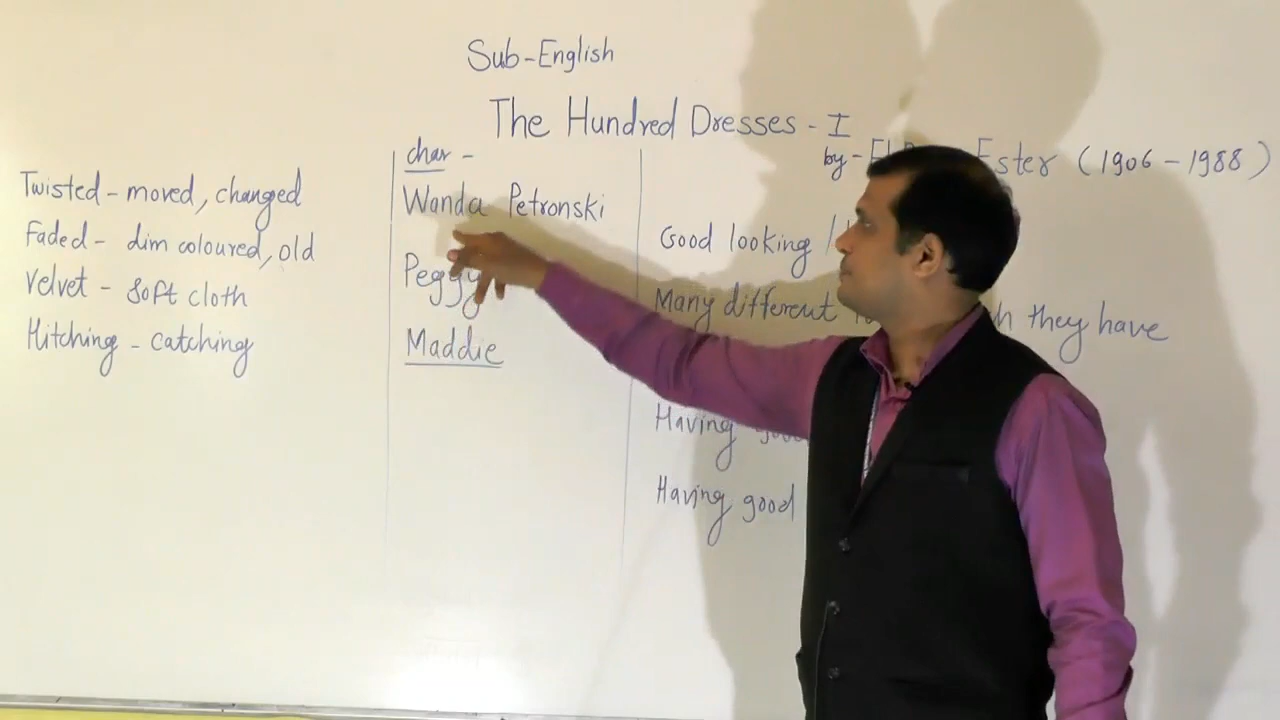 Sub-English
The Hundred Dresses - I
by - Ester (1906-1988)
Twisted - moved, changed
Faded - dim coloured, old
Velvet - soft cloth
Hitching - catching
char -
Wanda Petronski
Peggy
Maddie
Good looking
Many different they have
Having
Having good